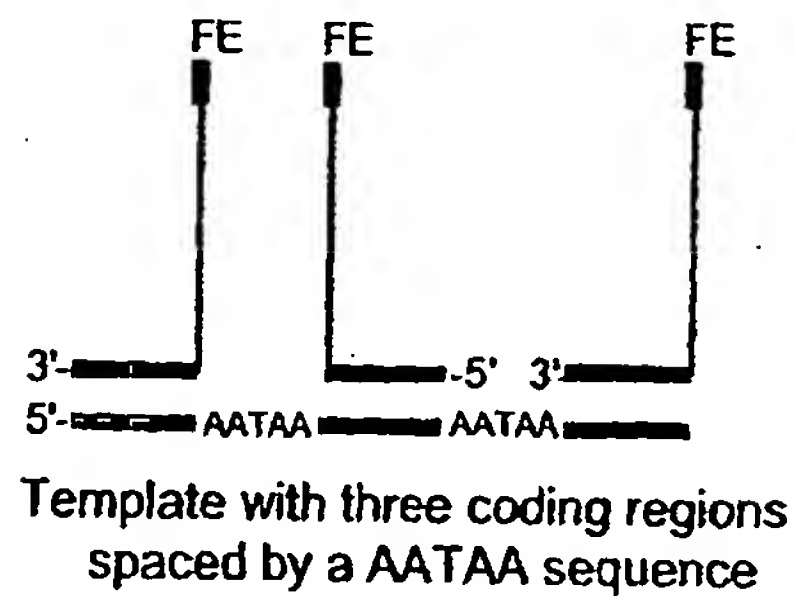 FE FE FE
3'- -5' 3'-
5'- AATAA AATAA
Template with three coding regions
spaced by a AATAA sequence